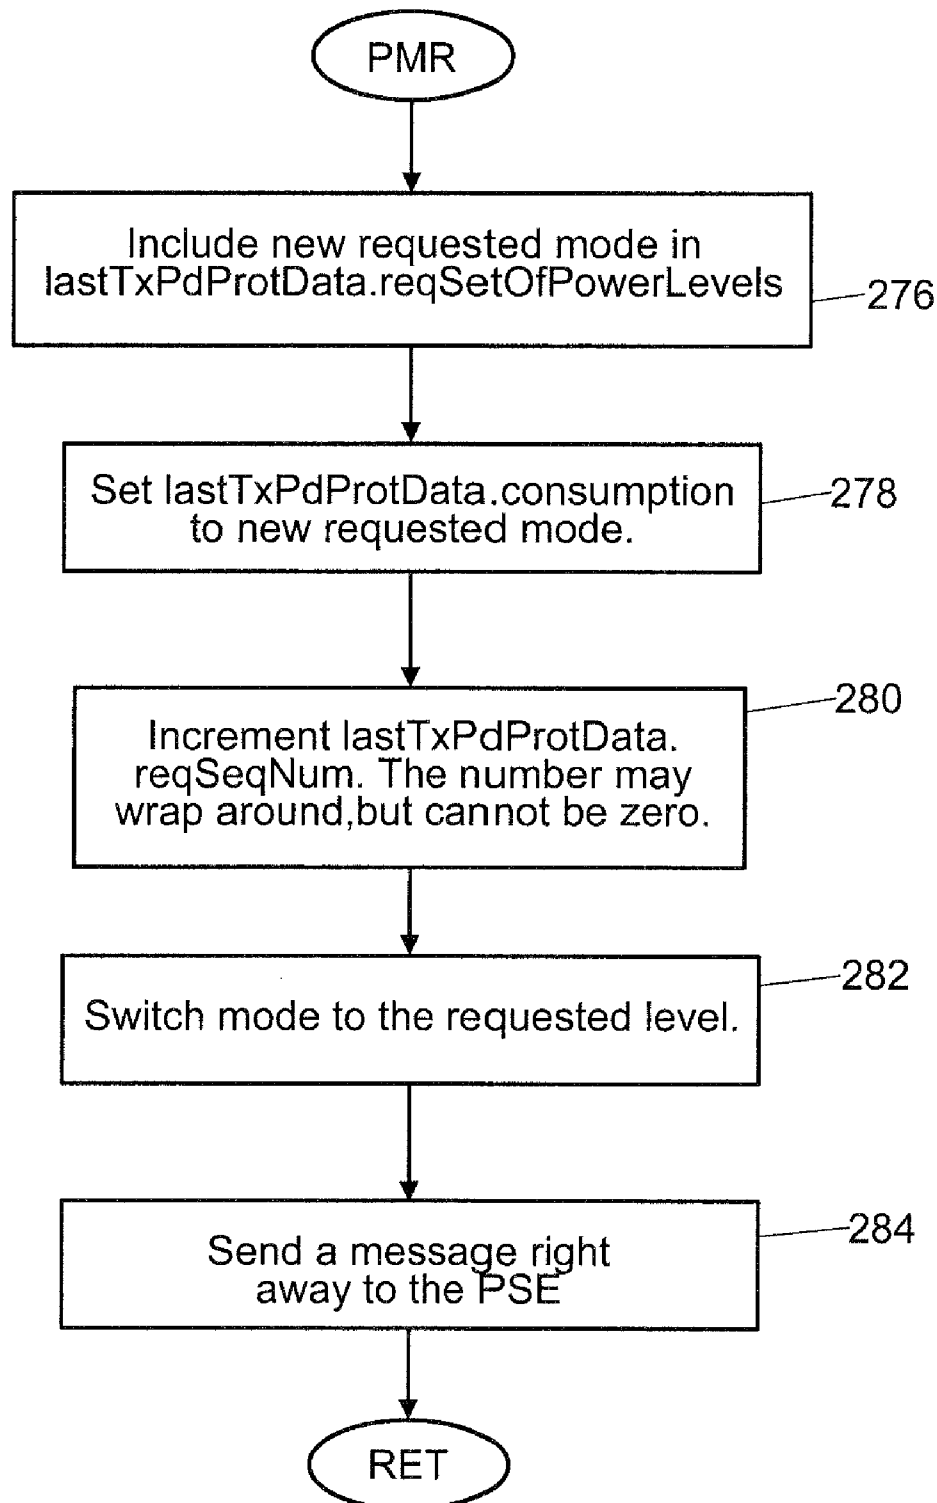 PMR
Include new requested mode in
lastTxPdProtData.reqSetOfPowerLevels
276
Set lastTxPdProtData.consumption
to new requested mode.
278
280
Increment lastTxPdProtData.
reqSeqNum. The number may
wrap around,but cannot be zero.
282
Switch mode to the requested level.
284
Send a message right
away to the PSE
RET